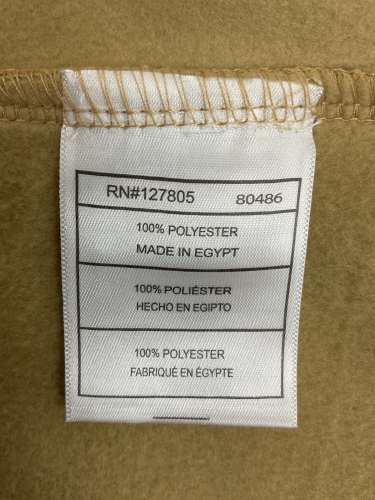 RN#127805 80486
100% POLYESTER
MADE IN EGYPT
100% POLIÉSTER
HECHO EN EGIPTO
100% POLYESTER
FABRIQUÉ EN ÉGYPTE